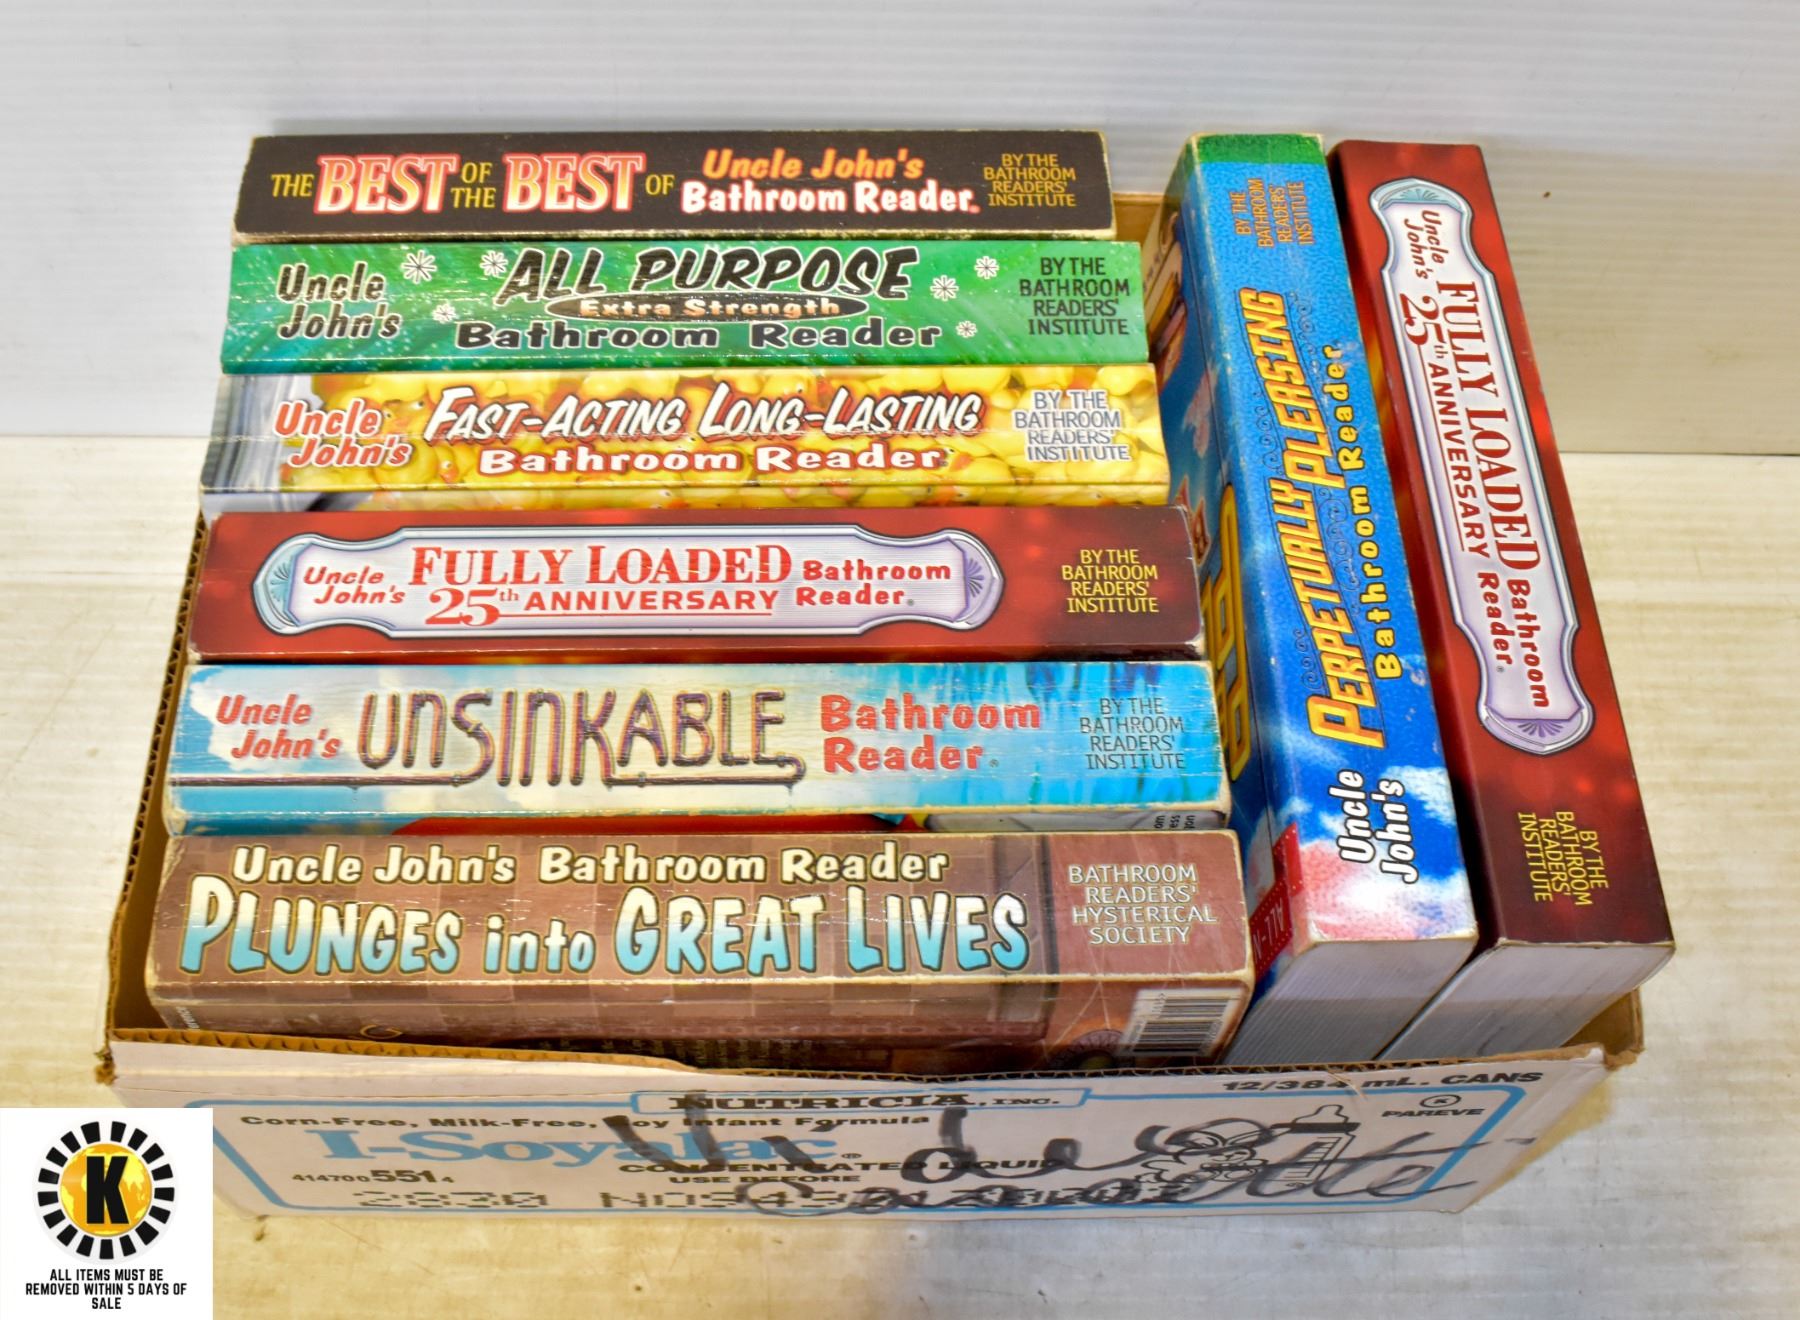 THE BEST OF THE BEST OF Uncle John's Bathroom Reader.
BY THE
BATHROOM
READERS'
INSTITUTE
Uncle John's
ALL PURPOSE
Extra Strength
Bathroom Reader
BY THE
BATHROOM
READERS'
INSTITUTE
Uncle John's
FAST-ACTING LONG-LASTING
Bathroom Reader
BY THE
BATHROOM
READERS'
INSTITUTE
Uncle John's
FULLY LOADED
25th ANNIVERSARY
Bathroom Reader.
BY THE
BATHROOM
READERS'
INSTITUTE
Uncle John's
UNSINKABLE
Bathroom Reader.
BY THE
BATHROOM
READERS'
INSTITUTE
Uncle John's Bathroom Reader
PLUNGES into GREAT LIVES
BATHROOM
READERS'
HYSTERICAL
SOCIETY
Uncle John's
PERPETUALLY PLEASING
Bathroom Reader.
BY THE
BATHROOM
READERS'
INSTITUTE
ALL-N
Uncle John's
FULLY LOADED
25th ANNIVERSARY
Bathroom Reader.
BY THE
BATHROOM
READERS'
INSTITUTE
NUTRICIA, INC.
12/384 mL. CANS
K
PAREVE
Corn-Free, Milk-Free, Soy Infant Formula
I-Soyalac®
CONCENTRATED LIQUID
4147005514
USE BEFORE
K
ALL ITEMS MUST BE
REMOVED WITHIN 5 DAYS OF
SALE